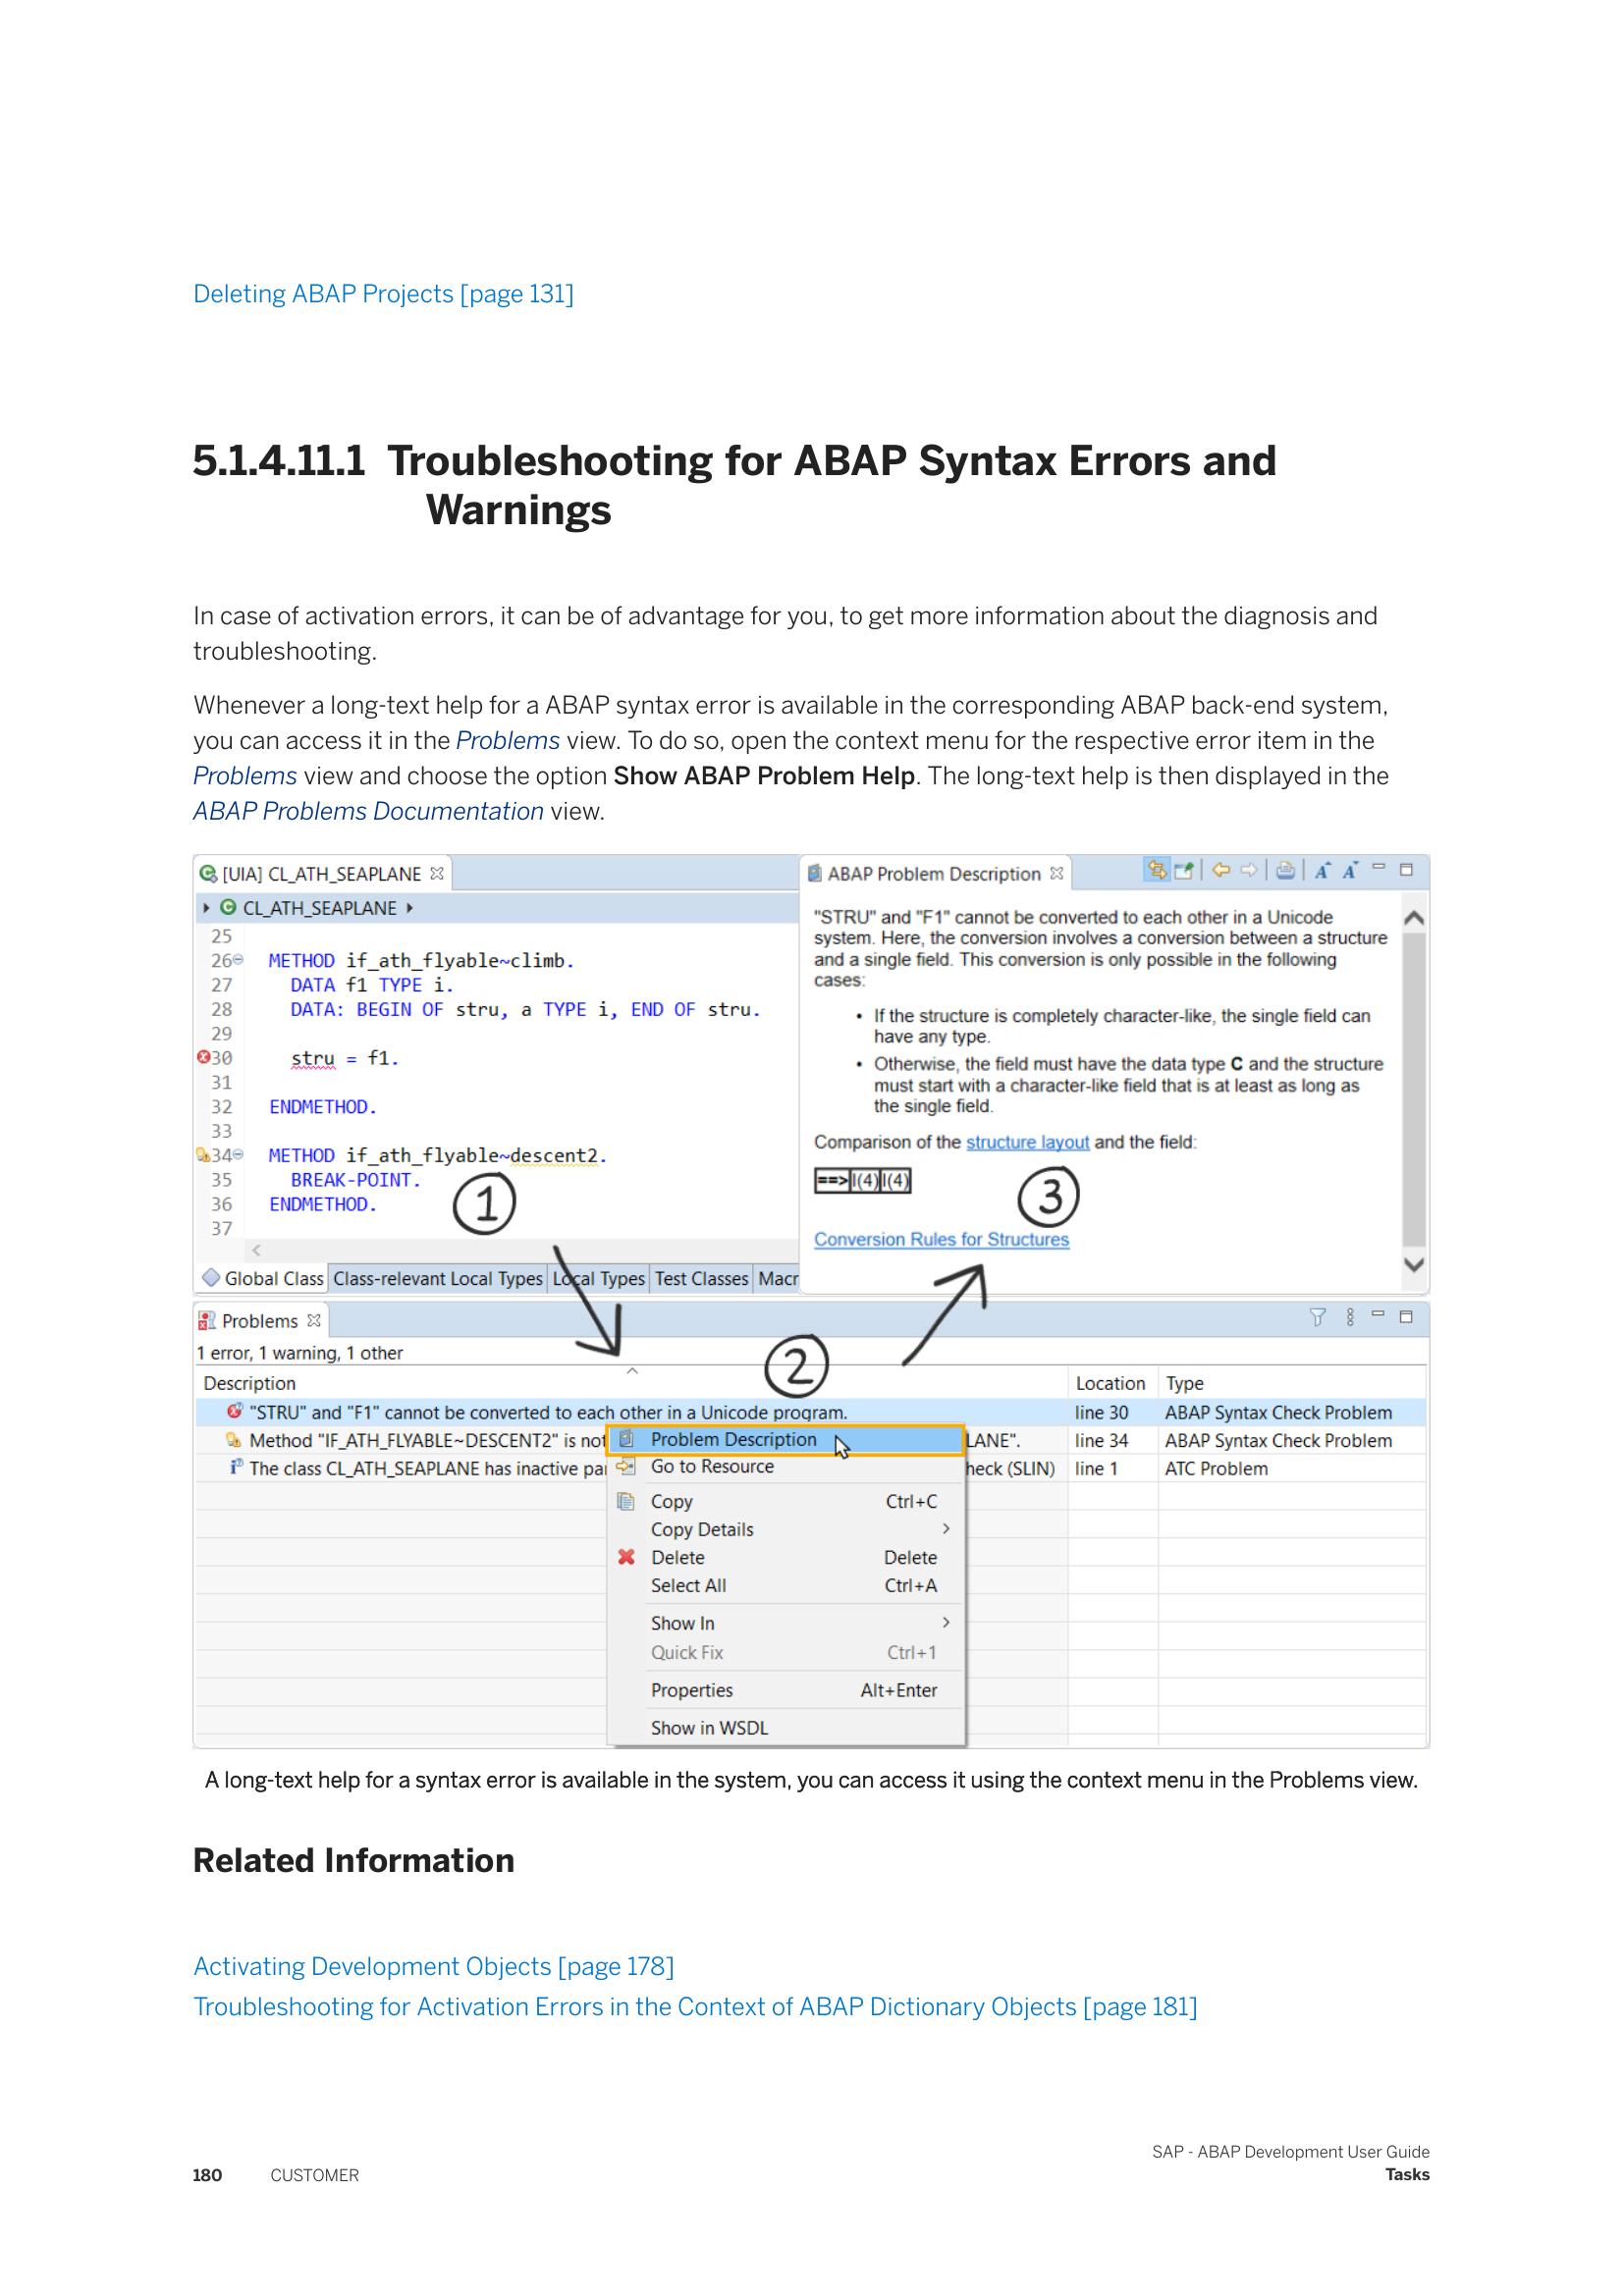 Deleting ABAP Projects [page 131]
5.1.4.11.1 Troubleshooting for ABAP Syntax Errors and
Warnings
In case of activation errors, it can be of advantage for you, to get more information about the diagnosis and
troubleshooting.
Whenever a long-text help for a ABAP syntax error is available in the corresponding ABAP back-end system,
you can access it in the Problems view. To do so, open the context menu for the respective error item in the
Problems view and choose the option Show ABAP Problem Help. The long-text help is then displayed in the
ABAP Problems Documentation view.
[UIA] CL_ATH_SEAPLANE
CL_ATH_SEAPLANE
25
26 METHOD if_ath_flyable~climb.
27 DATA f1 TYPE i.
28 DATA: BEGIN OF stru, a TYPE i, END OF stru.
29
30 stru = f1.
31
32 ENDMETHOD.
33
34 METHOD if_ath_flyable~descent2.
35 BREAK-POINT.
36 ENDMETHOD.
37
1
Global Class Class-relevant Local Types Local Types Test Classes Macr
ABAP Problem Description
"STRU" and "F1" cannot be converted to each other in a Unicode
system. Here, the conversion involves a conversion between a structure
and a single field. This conversion is only possible in the following
cases:
• If the structure is completely character-like, the single field can
have any type.
• Otherwise, the field must have the data type C and the structure
must start with a character-like field that is at least as long as
the single field.
Comparison of the structure layout and the field:
==> I(4) I(4)
3
Conversion Rules for Structures
Problems
1 error, 1 warning, 1 other
2
Description Location Type
"STRU" and "F1" cannot be converted to each other in a Unicode program. line 30 ABAP Syntax Check Problem
Method "IF_ATH_FLYABLE~DESCENT2" is not LANE". line 34 ABAP Syntax Check Problem
The class CL_ATH_SEAPLANE has inactive pa heck (SLIN) line 1 ATC Problem
Problem Description
Go to Resource
Copy Ctrl+C
Copy Details
Delete Delete
Select All Ctrl+A
Show In
Quick Fix Ctrl+1
Properties Alt+Enter
Show in WSDL
A long-text help for a syntax error is available in the system, you can access it using the context menu in the Problems view.
Related Information
Activating Development Objects [page 178]
Troubleshooting for Activation Errors in the Context of ABAP Dictionary Objects [page 181]
SAP - ABAP Development User Guide
180 CUSTOMER Tasks